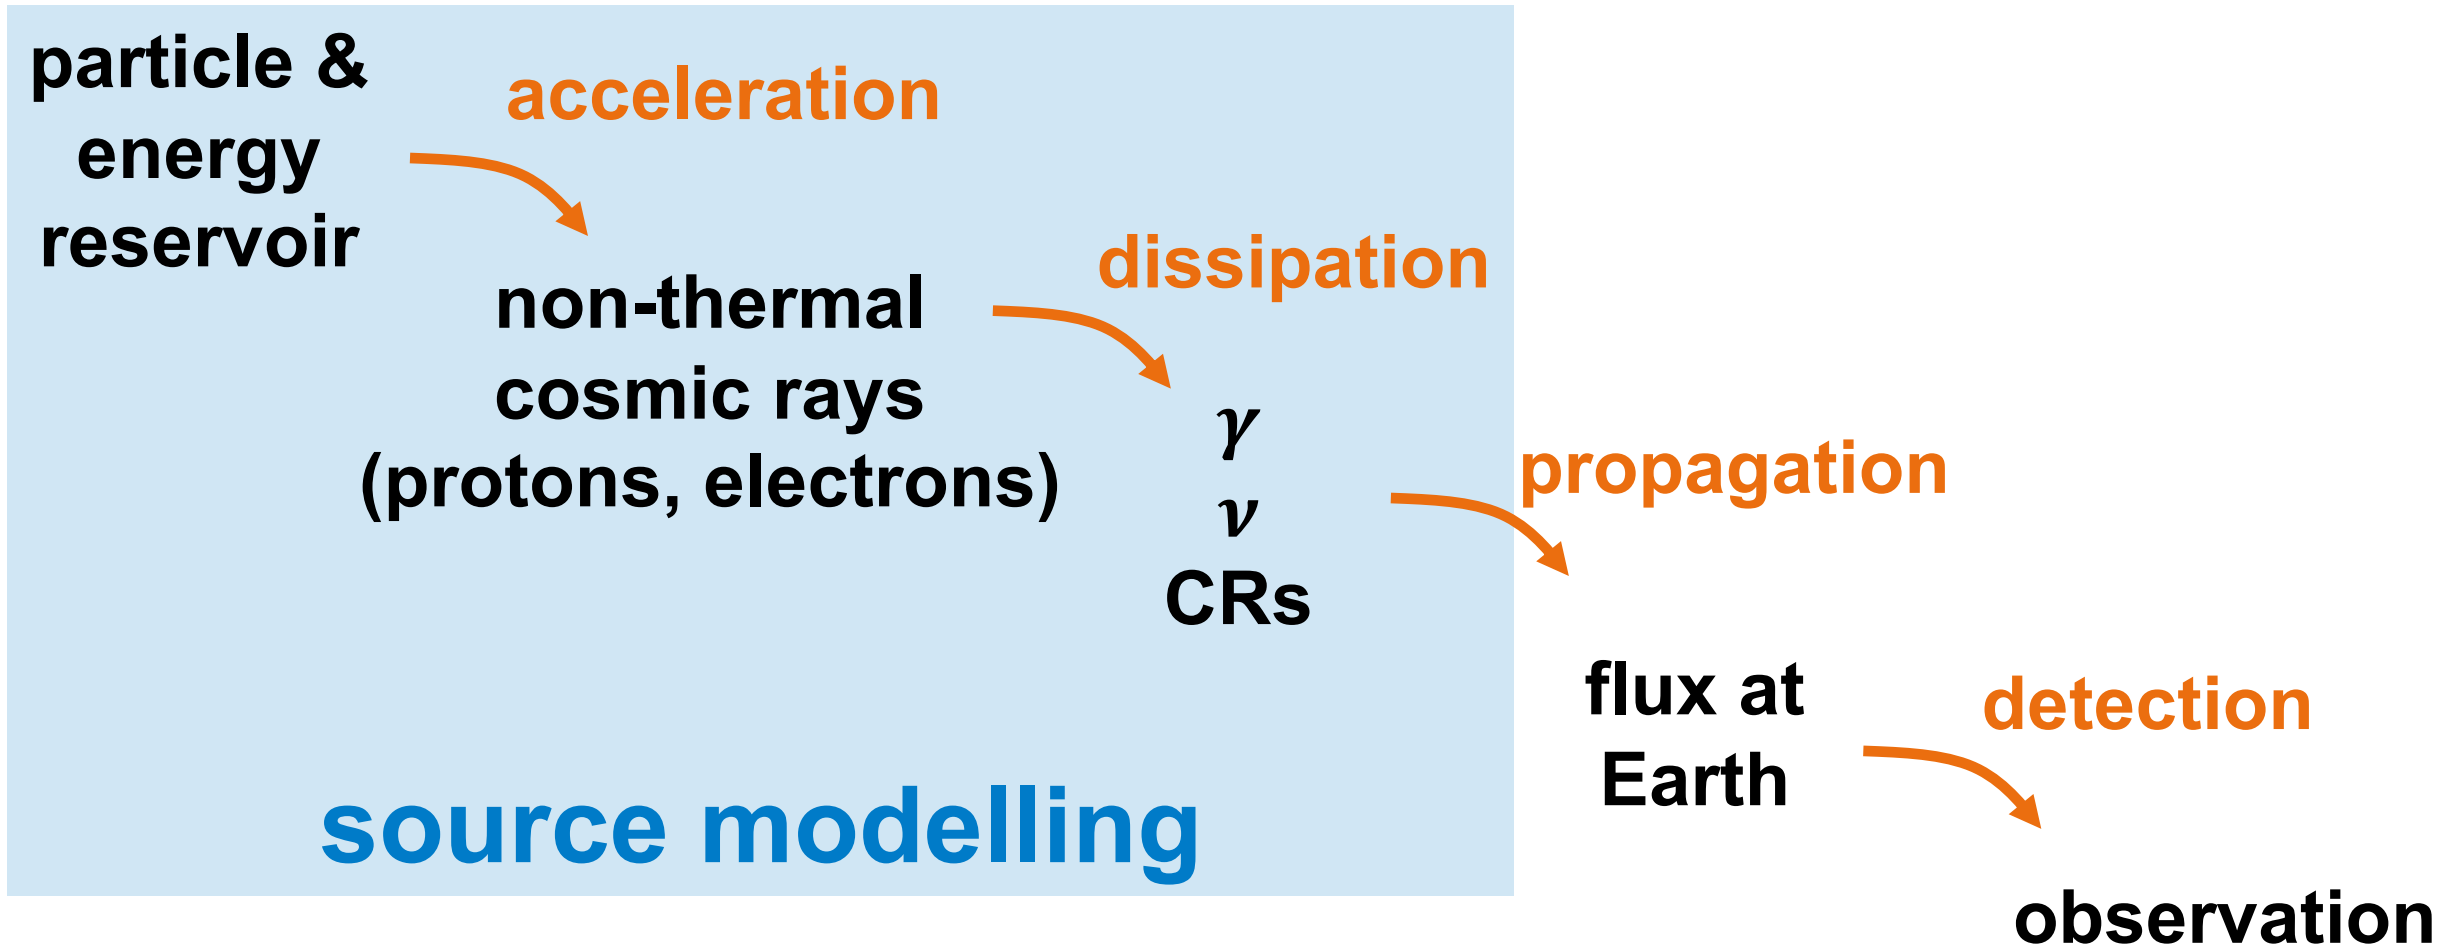 particle &
energy
reservoir
acceleration
non-thermal
cosmic rays
(protons, electrons)
dissipation
γ
ν
CRs
propagation
flux at
Earth
detection
observation
source modelling